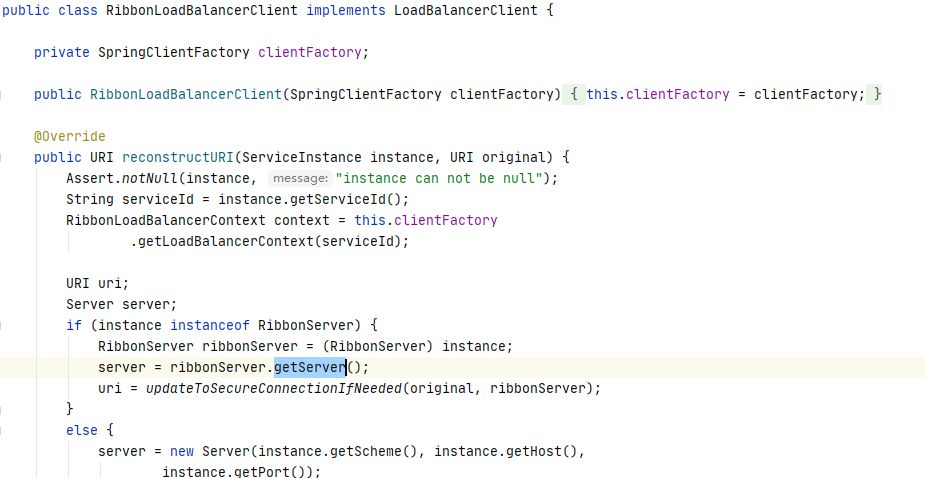 public class RibbonLoadBalancerClient implements LoadBalancerClient {
private SpringClientFactory clientFactory;
public RibbonLoadBalancerClient(SpringClientFactory clientFactory) { this.clientFactory = clientFactory; }
@Override
public URI reconstructURI(ServiceInstance instance, URI original) {
Assert.notNull(instance, message: "instance can not be null");
String serviceId = instance.getServiceId();
RibbonLoadBalancerContext context = this.clientFactory
.getLoadBalancerContext(serviceId);
URI uri;
Server server;
if (instance instanceof RibbonServer) {
RibbonServer ribbonServer = (RibbonServer) instance;
server = ribbonServer.getServer();
uri = updateToSecureConnectionIfNeeded(original, ribbonServer);
}
else {
server = new Server(instance.getScheme(), instance.getHost(),
instance.getPort());